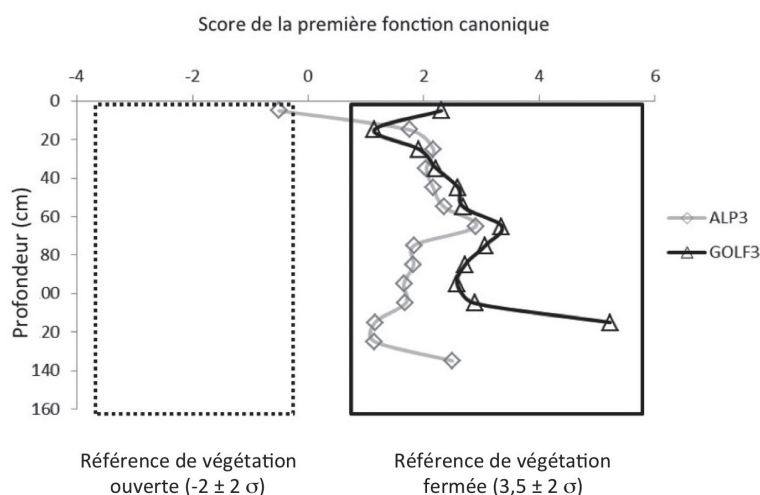 Score de la première fonction canonique
-4 -2 0 2 4 6
Profondeur (cm)
0
20
40
60
80
00
20
140
160
ALP3
GOLF3
Référence de végétation
ouverte (-2 ± 2 σ)
Référence de végétation
fermée (3,5 ± 2 σ)